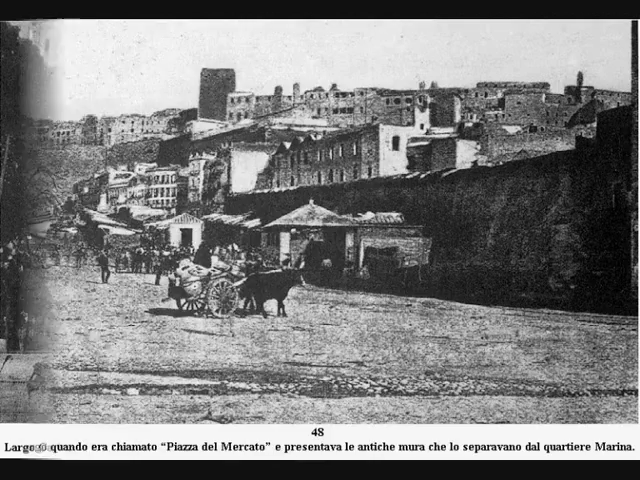 48
Largo quando era chiamato “Piazza del Mercato” e presentava le antiche mura che lo separavano dal quartiere Marina.